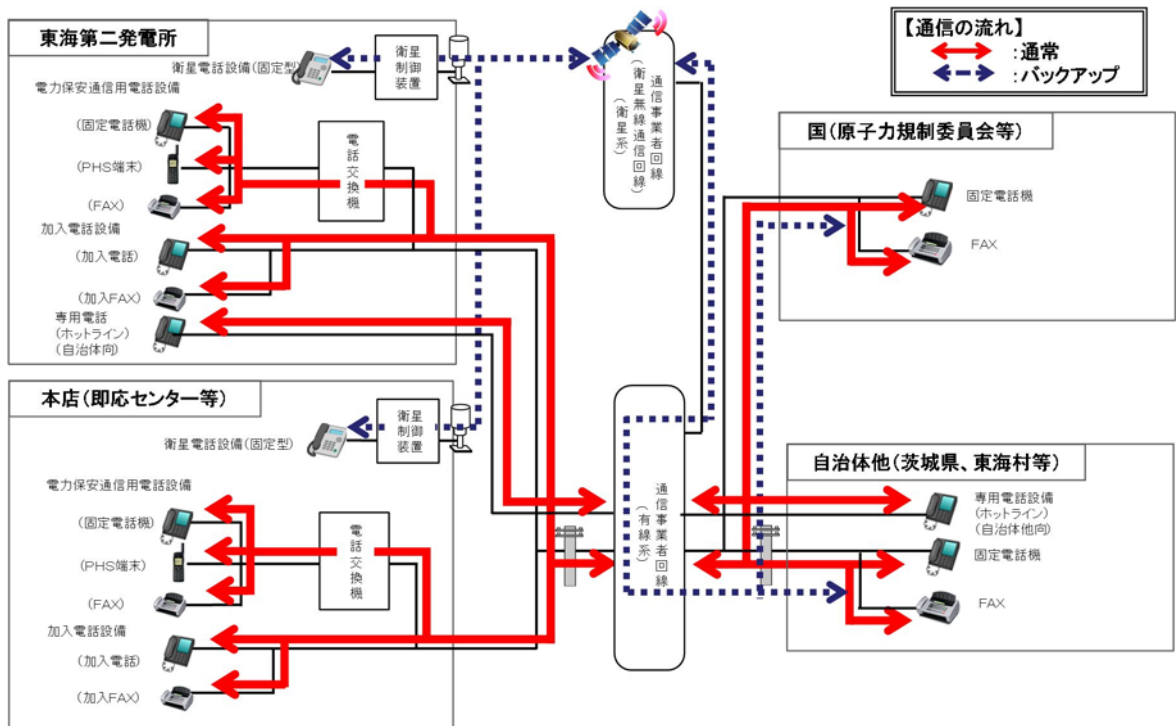 東海第二発電所
衛星電話設備(固定型)
衛星
制御
装置
電力保安通信用電話設備
(固定電話機)
(PHS端末)
(FAX)
電話交換機
加入電話設備
(加入電話)
(加入FAX)
専用電話
(ホットライン)
(自治体向)
本店(即応センター等)
衛星電話設備(固定型)
衛星
制御
装置
電力保安通信用電話設備
(固定電話機)
(PHS端末)
(FAX)
電話交換機
加入電話設備
(加入電話)
(加入FAX)
通信事業者回線
(衛星無線通信回線)
(衛星系)
通信事業者回線
(有線系)
【通信の流れ】
:通常
:バックアップ
国(原子力規制委員会等)
固定電話機
FAX
自治体他(茨城県、東海村等)
専用電話設備
(ホットライン)
(自治体他向)
固定電話機
FAX